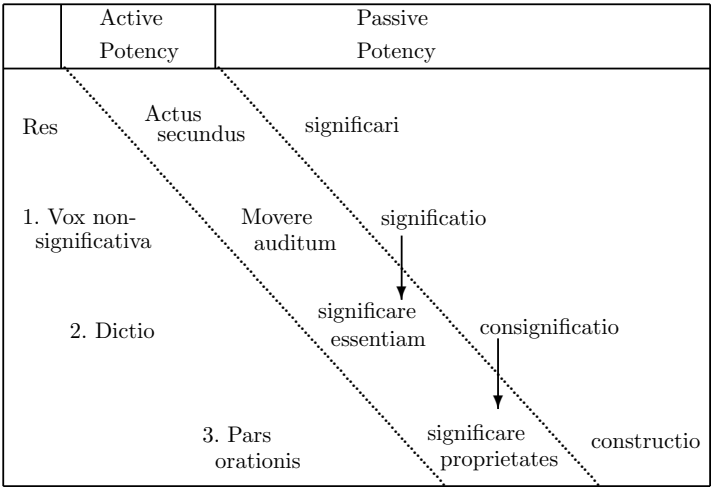 Active Passive
Potency Potency
Res Actus secundus significari
1. Vox non-
significativa
Movere
auditum
significatio
2. Dictio
significare
essentiam
consignificatio
3. Pars
orationis
significare
proprietates
constructio